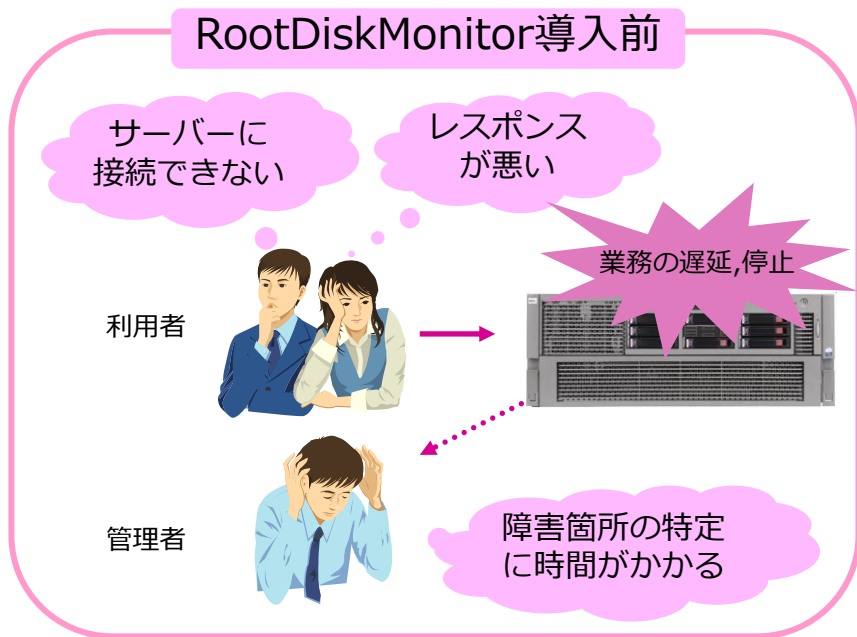 RootDiskMonitor導入前
サーバーに
接続できない
レスポンス
が悪い
業務の遅延,停止
利用者
管理者
障害箇所の特定
に時間がかかる